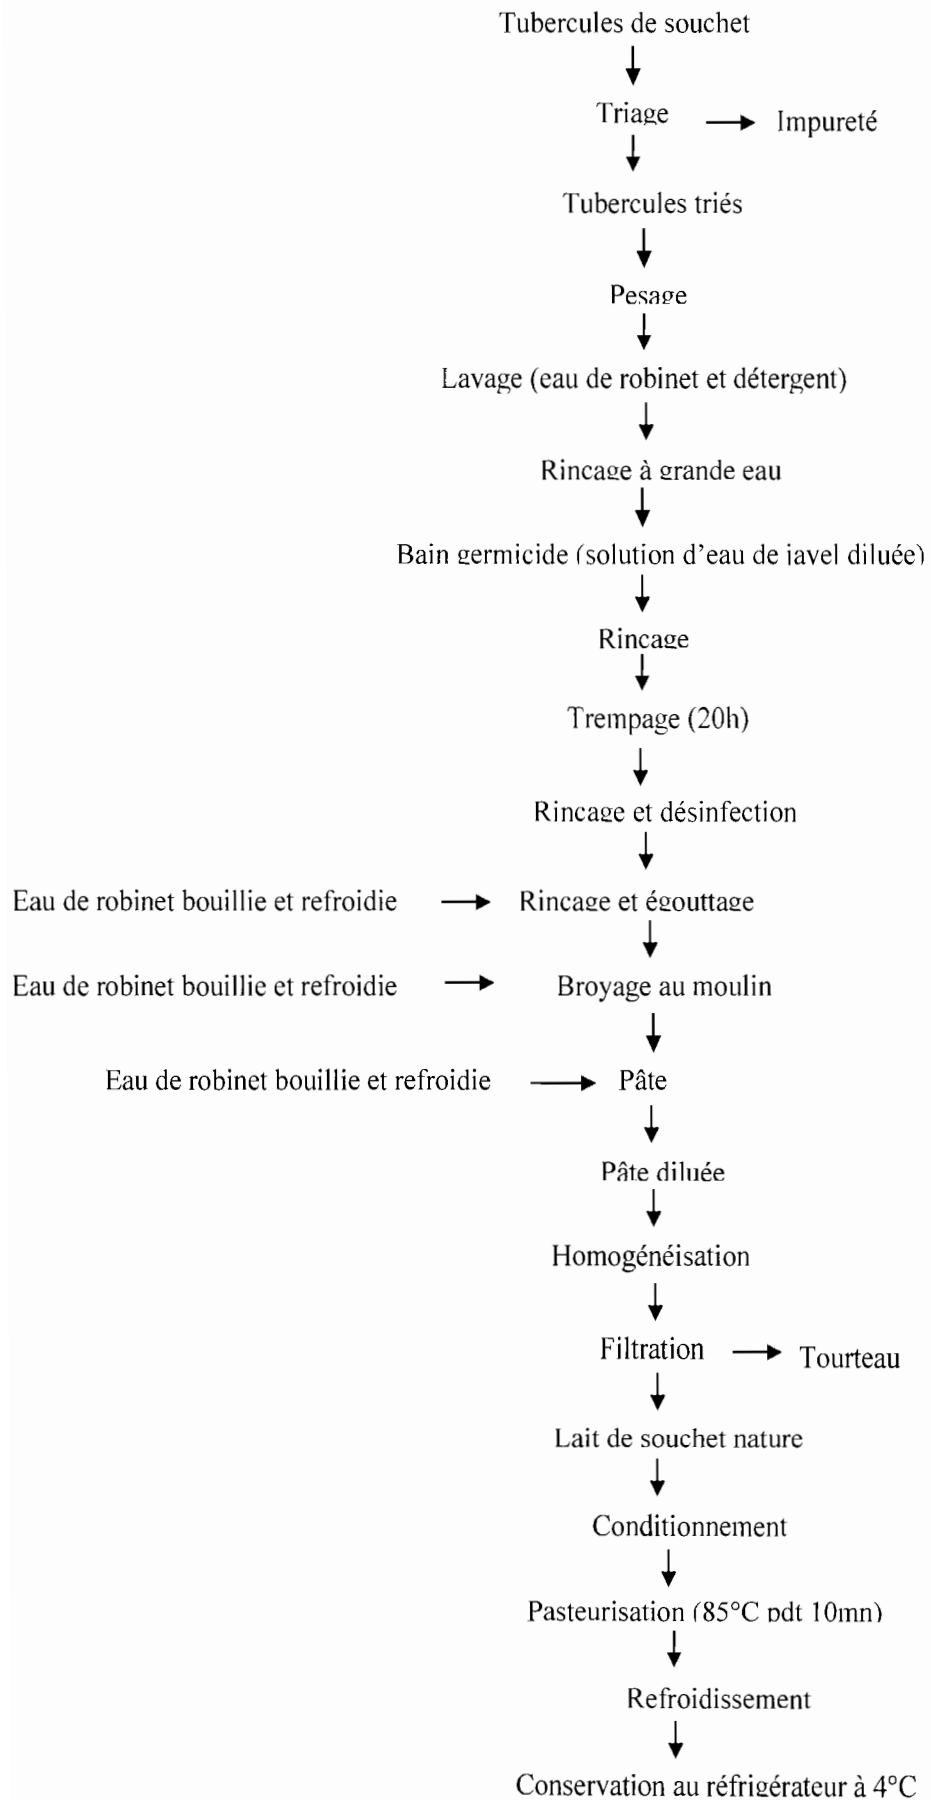 Tubercules de souchet
Triage
Impureté
Tubercules triés
Pesage
Lavage (eau de robinet et détergent)
Rincage à grande eau
Bain germicide (solution d'eau de javel diluée)
Rincage
Trempage (20h)
Rincage et désinfection
Eau de robinet bouillie et refroidie
Rincage et égouttage
Eau de robinet bouillie et refroidie
Broyage au moulin
Eau de robinet bouillie et refroidie
Pâte
Pâte diluée
Homogénéisation
Filtration
Tourteau
Lait de souchet nature
Conditionnement
Pasteurisation (85°C pdt 10mn)
Refroidissement
Conservation au réfrigérateur à 4°C